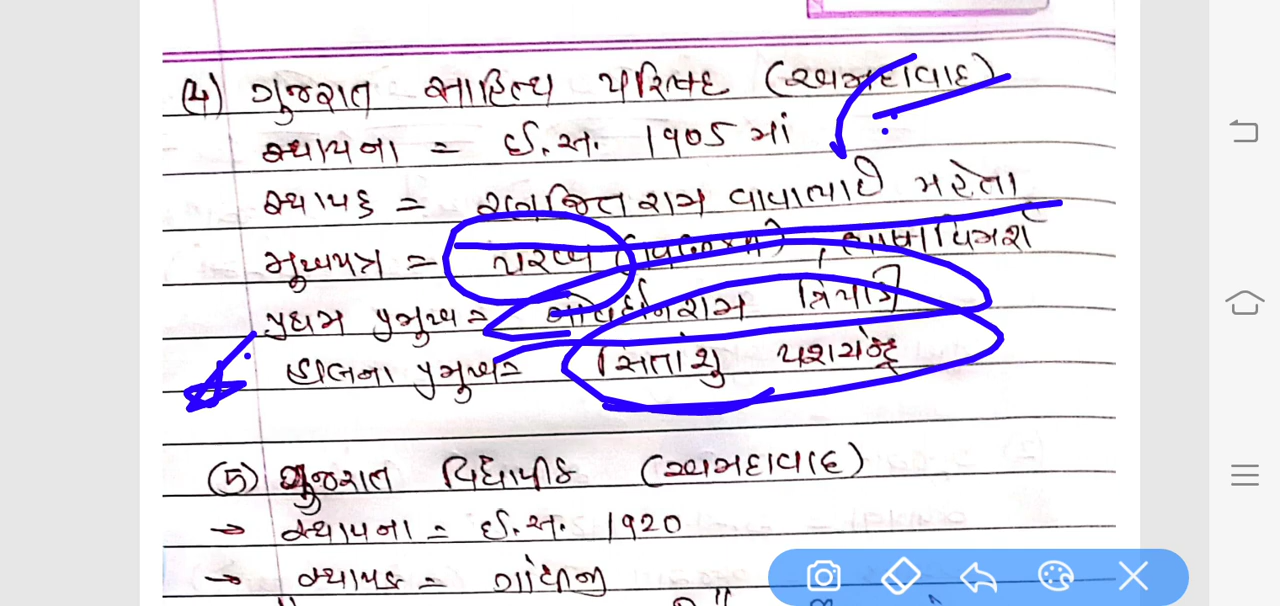 (4) ગુજરાત સાહિત્ય પરિષદ (અમદાવાદ)
સ્થાપના = ઈ.સ. 1905 માં
સ્થાપક = રણજિતરામ વાવાભાઈ મહેતા
મુખપત્ર = પરબ
પ્રથમ પ્રમુખ = ગોવર્ધનરામ ત્રિપાઠી
હાલના પ્રમુખ = સિતાંશુ યશચંન્દ્ર
(5) ગુજરાત વિદ્યાપીઠ (અમદાવાદ)
→ સ્થાપના = ઈ.સ. 1920
→ સ્થાપક = ગાંધીજી